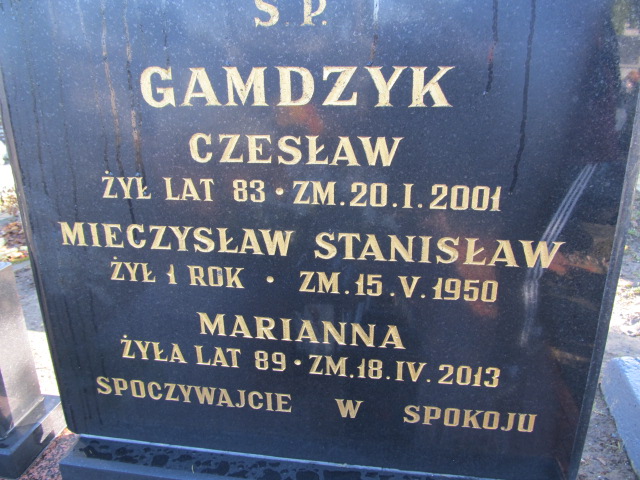 Ś.P.
GAMDZYK
CZESŁAW
ŻYŁ LAT 83 • ZM.20.I.2001
MIECZYSŁAW STANISŁAW
ŻYŁ 1 ROK • ZM.15.V.1950
MARIANNA
ŻYŁA LAT 89 • ZM.18.IV.2013
SPOCZYWAJCIE W SPOKOJU